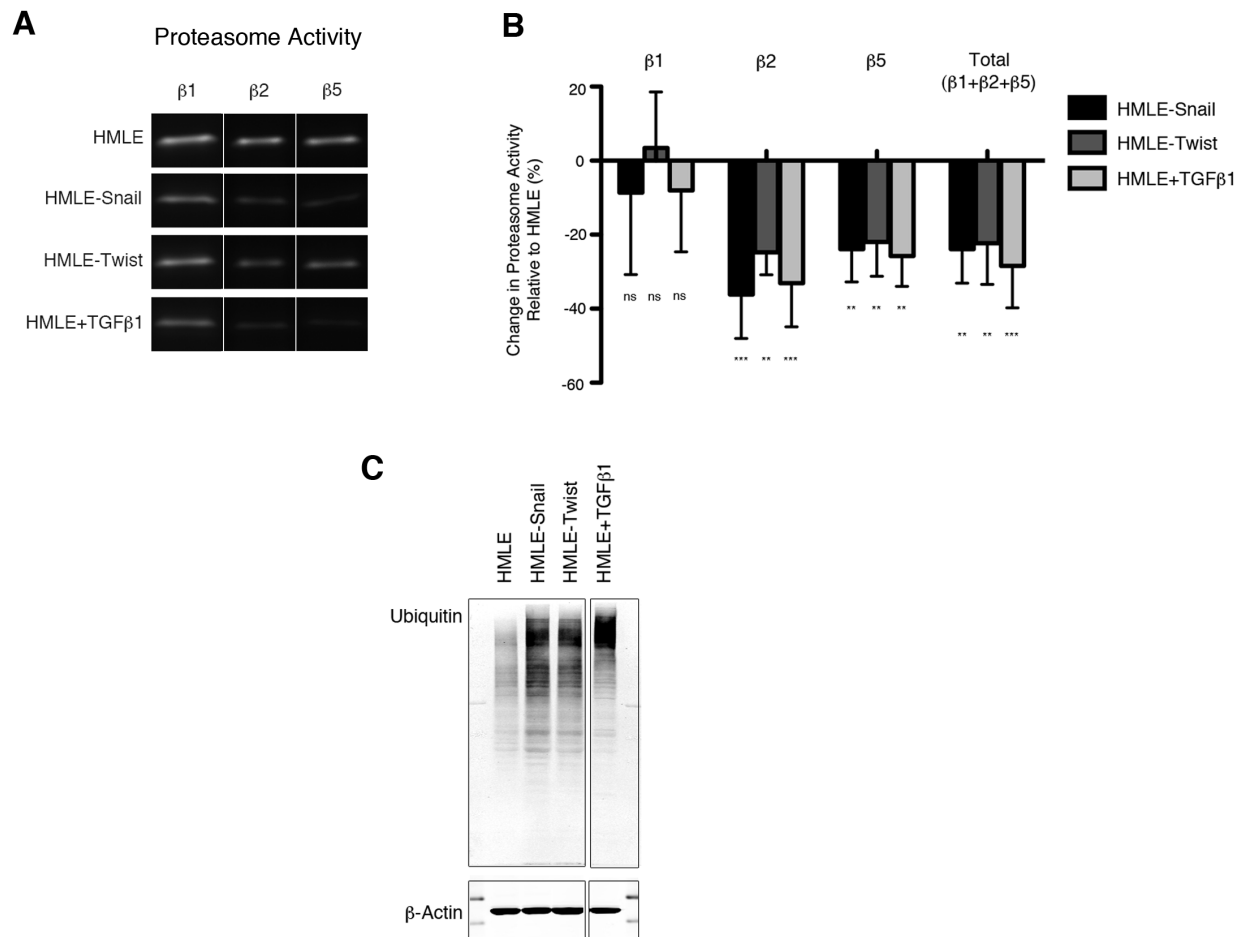 A
Proteasome Activity
β1 β2 β5
HMLE
HMLE-Snail
HMLE-Twist
HMLE+TGFβ1
B
β1 β2 β5 Total
(β1+β2+β5)
Change in Proteasome Activity
Relative to HMLE (%)
20
0
-20
-40
-60
ns ns ns
*** ** ***
** ** **
** ** ***
HMLE-Snail
HMLE-Twist
HMLE+TGFβ1
C
HMLE
HMLE-Snail
HMLE-Twist
HMLE+TGFβ1
Ubiquitin
β-Actin